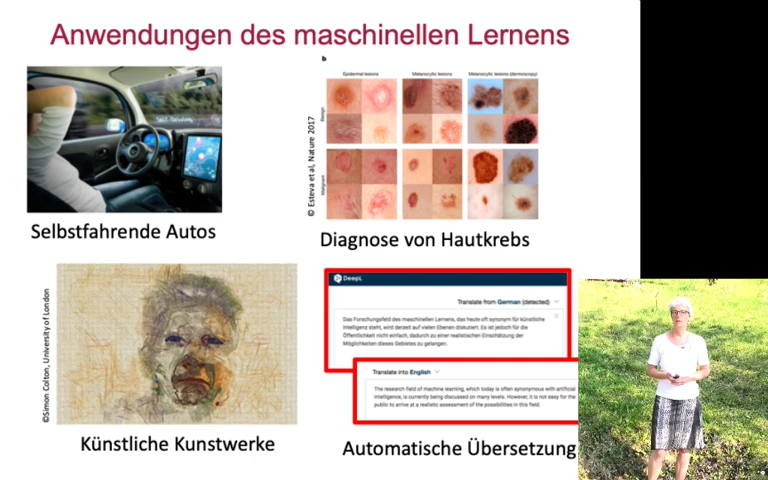 Anwendungen des maschinellen Lernens
b
Epidermal lesions
Melanocytic lesions
Melanocytic lesions (dermoscopy)
Benign
Malignant
© Esteva et al, Nature 2017
Selbstfahrende Autos
Diagnose von Hautkrebs
©Simon Colton, University of London
Künstliche Kunstwerke
DeepL
Translate from German (detected)
Das Forschungsfeld des maschinellen Lernens, das heute oft synonym für künstliche
Intelligenz steht, wird derzeit auf vielen Ebenen diskutiert. Es ist jedoch für die
Öffentlichkeit nicht einfach, dadurch zu einer realistischen Einschätzung der
Möglichkeiten dieses Gebietes zu gelangen.
Translate into English
The research field of machine learning, which today is often synonymous with artificial
intelligence, is currently being discussed on many levels. However, it is not easy for the
public to arrive at a realistic assessment of the possibilities in this field.
Automatische Übersetzung